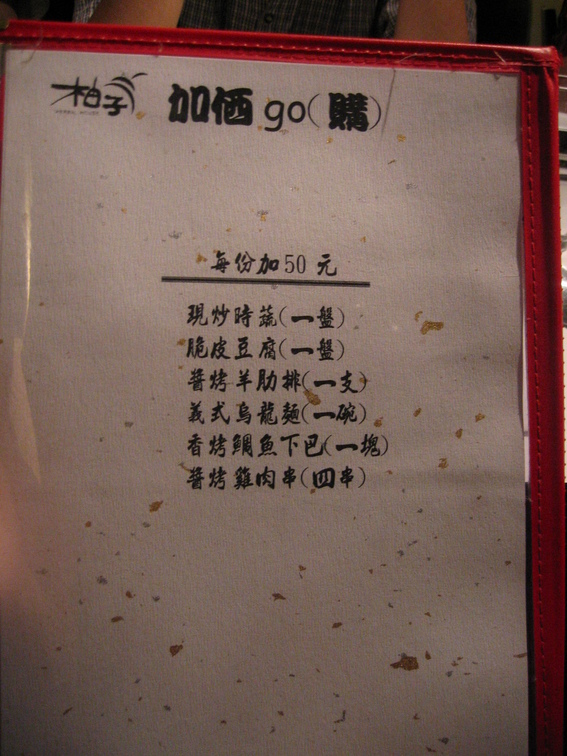 柚子
加価 go(購)
每份加50 元
現炒時蔬(一盤)
脆皮豆腐(一盤)
醬烤羊肋排(一支)
義式烏龍麵(一碗)
香烤鯛魚下巴(一塊)
醬烤雞肉串(四串)